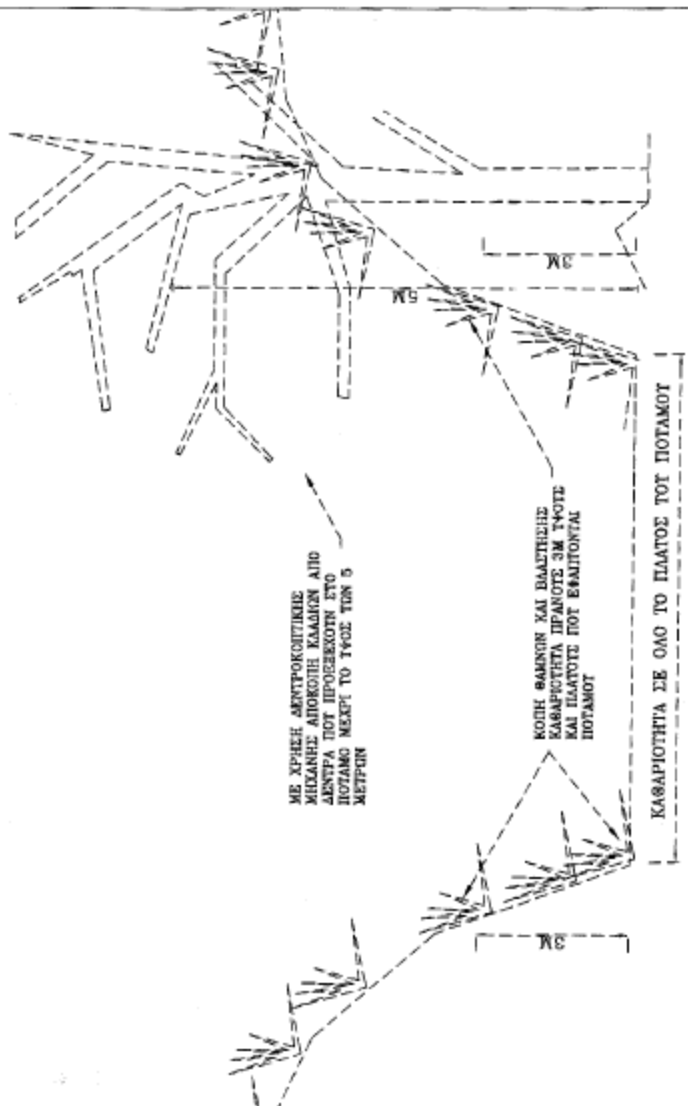 ΜΕ ΧΡΗΣΗ ΔΕΝΤΡΟΚΟΠΤΙΚΗΣ
ΜΗΧΑΝΗΣ ΑΠΟΚΟΠΗ ΚΛΑΔΙΩΝ ΑΠΟ
ΔΕΝΤΡΑ ΠΟΥ ΠΡΟΕΞΕΧΟΥΝ ΣΤΟ
ΠΟΤΑΜΟ ΜΕΧΡΙ ΤΟ ΥΨΟΣ ΤΩΝ 5
ΜΕΤΡΩΝ
5Μ
3Μ
ΚΟΠΗ ΘΑΜΝΩΝ ΚΑΙ ΒΛΑΣΤΗΣΗΣ
ΚΑΘΑΡΙΟΤΗΤΑ ΠΡΑΝΟΥΣ 3Μ ΥΨΟΥΣ
ΚΑΙ ΠΛΑΤΟΥΣ ΠΟΥ ΕΦΑΠΤΟΝΤΑΙ
ΠΟΤΑΜΟΥ
3Μ
ΚΑΘΑΡΙΟΤΗΤΑ ΣΕ ΟΛΟ ΤΟ ΠΛΑΤΟΣ ΤΟΥ ΠΟΤΑΜΟΥ